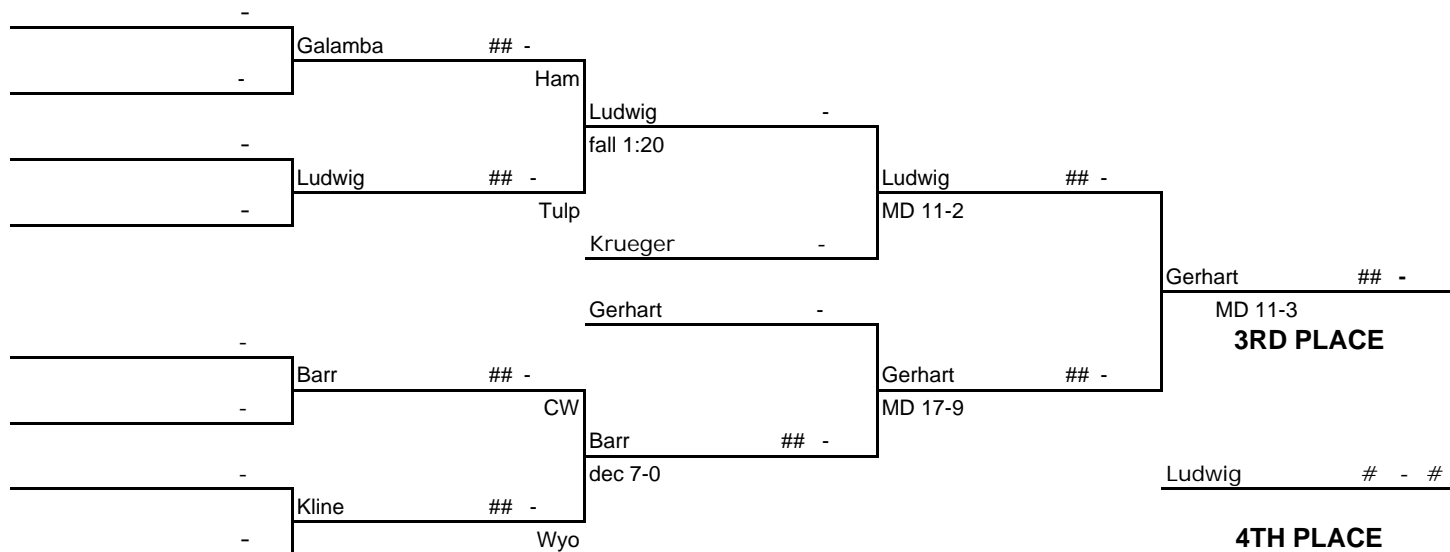 -
Galamba ## -
-
Ham
Ludwig -
fall 1:20
-
Ludwig ## -
Ludwig ## -
-
Tulp
MD 11-2
Krueger -
Gerhart ## -
Gerhart -
MD 11-3
3RD PLACE
-
Barr ## -
Gerhart ## -
-
CW
MD 17-9
Barr ## -
dec 7-0
-
Ludwig # - #
Kline ## -
-
Wyo
4TH PLACE